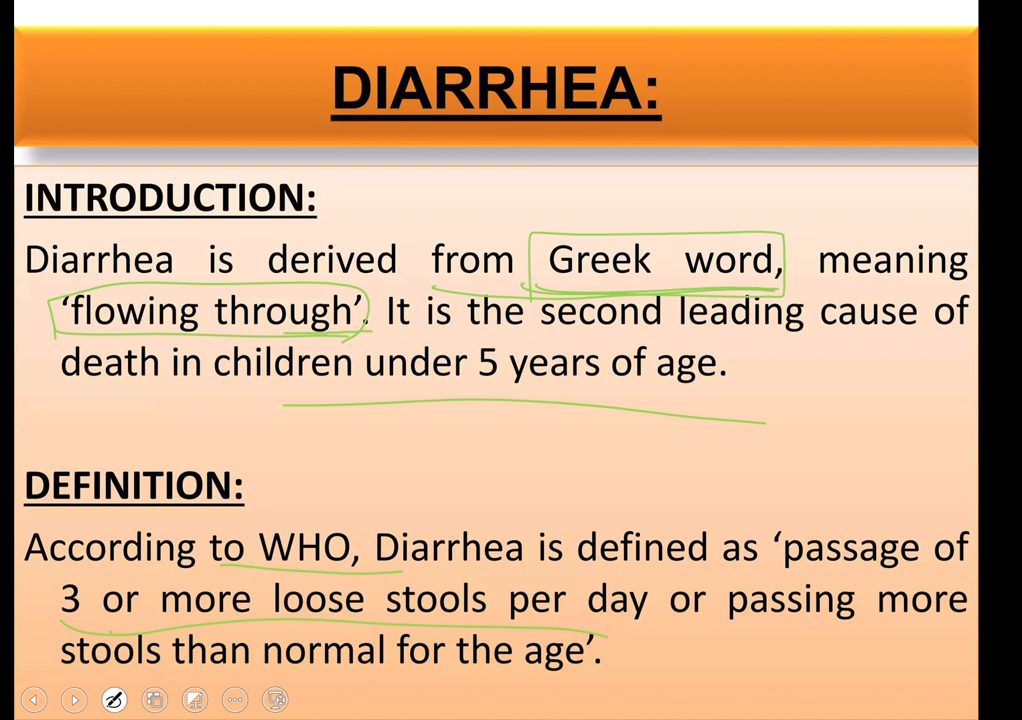 DIARRHEA:
INTRODUCTION:
Diarrhea is derived from Greek word, meaning
‘flowing through’. It is the second leading cause of
death in children under 5 years of age.
DEFINITION:
According to WHO, Diarrhea is defined as ‘passage of
3 or more loose stools per day or passing more
stools than normal for the age’.